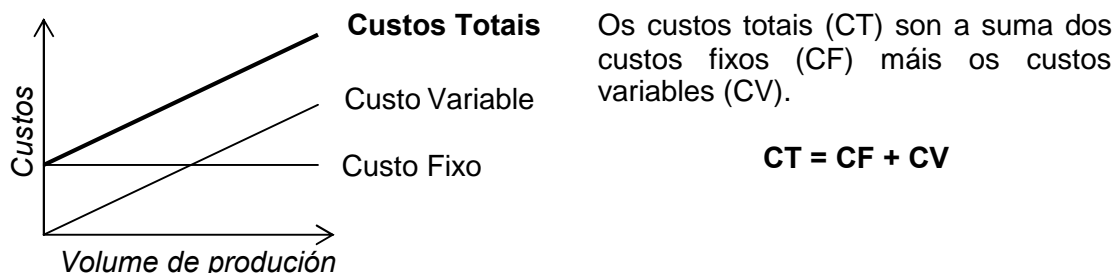 Custos Totais
Custo Variable
Custo Fixo
Custos
Volume de produción
Os custos totais (CT) son a suma dos
custos fixos (CF) máis os custos
variables (CV).
CT = CF + CV